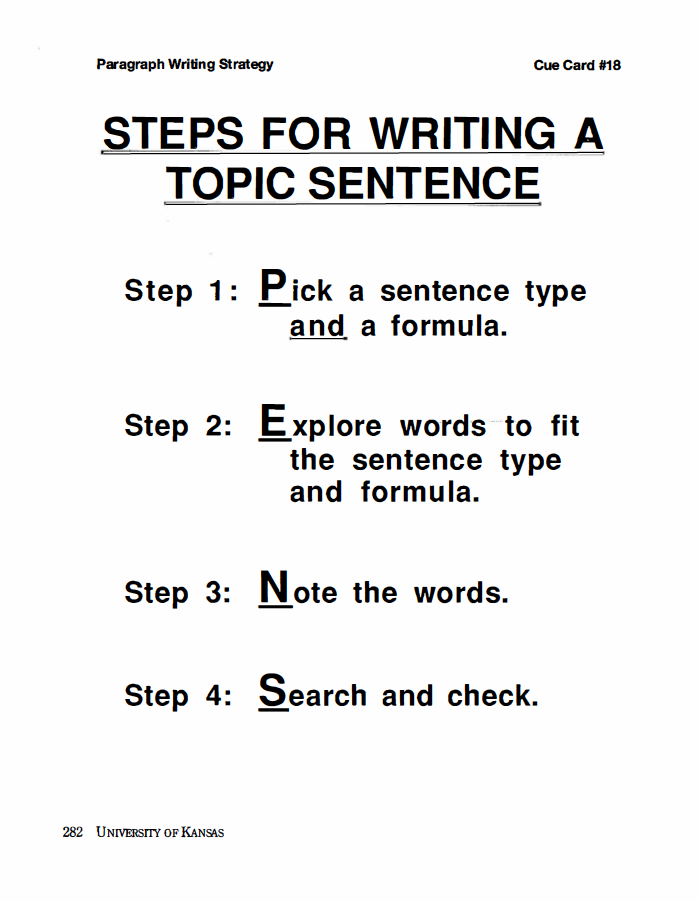 Paragraph Writing Strategy Cue Card #18
STEPS FOR WRITING A
TOPIC SENTENCE
Step 1: Pick a sentence type
and a formula.
Step 2: Explore words to fit
the sentence type
and formula.
Step 3: Note the words.
Step 4: Search and check.
282 UNIVERSITY OF KANSAS